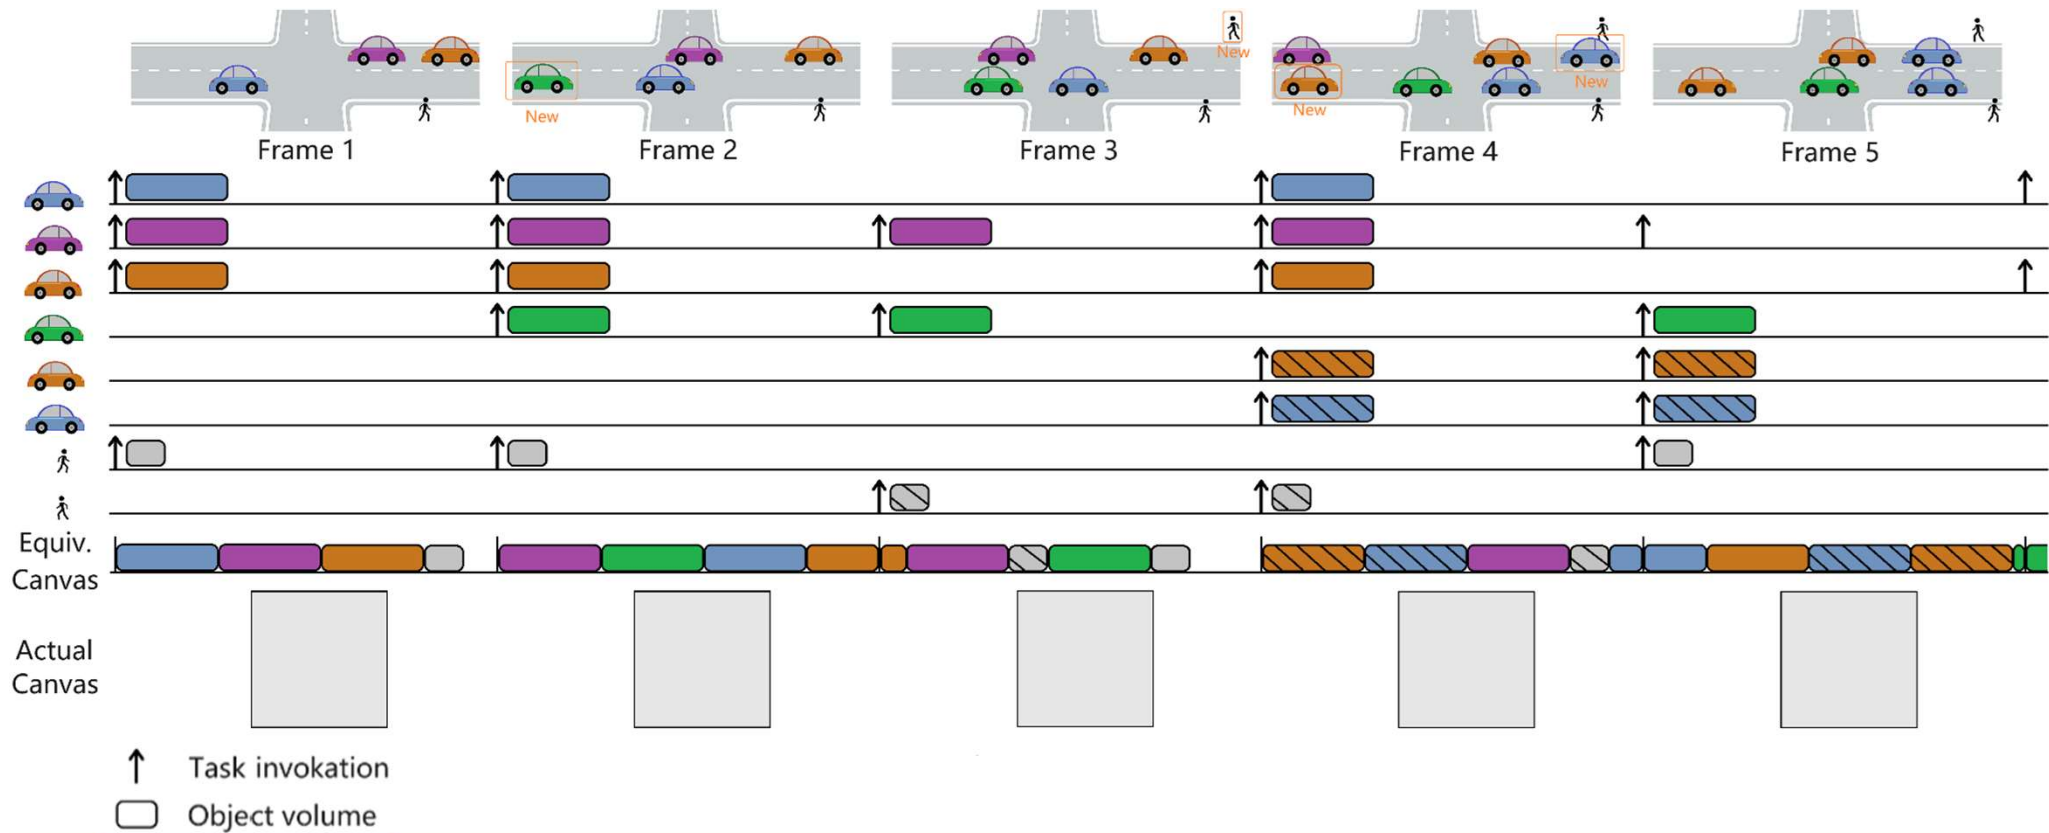 New
New
New
New
Frame 1
Frame 2
Frame 3
Frame 4
Frame 5
Equiv.
Canvas
Actual
Canvas
Task invokation
Object volume